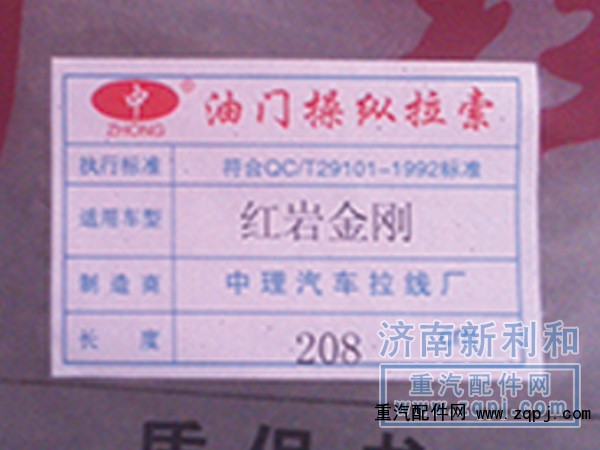 中 ® 油门操纵拉索
ZHONG
执行标准 符合QC/T29101-1992标准
适用车型 红岩金刚
制造商 中理汽车拉线厂
长度 208
济南新利和
重汽配件网
www.zqpj.com
重汽配件网 www.zqpj.com